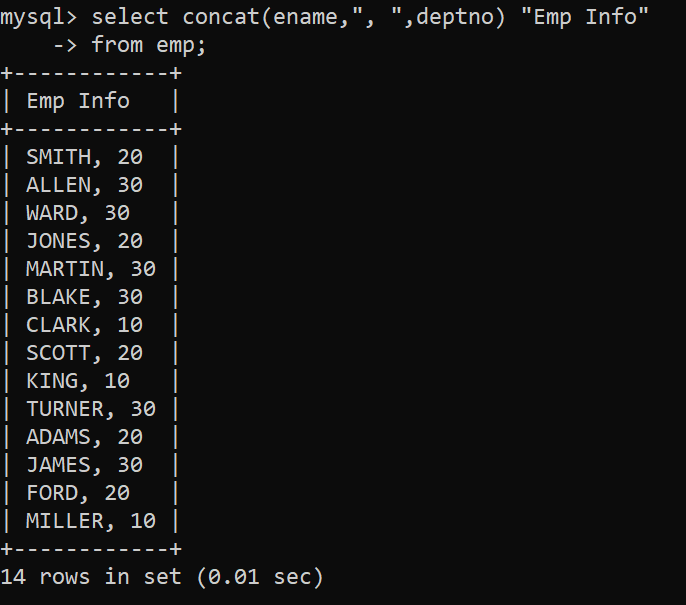 mysql> select concat(ename,", ",deptno) "Emp Info"
    -> from emp;
+------------+
| Emp Info   |
+------------+
| SMITH, 20  |
| ALLEN, 30  |
| WARD, 30   |
| JONES, 20  |
| MARTIN, 30 |
| BLAKE, 30  |
| CLARK, 10  |
| SCOTT, 20  |
| KING, 10   |
| TURNER, 30 |
| ADAMS, 20  |
| JAMES, 30  |
| FORD, 20   |
| MILLER, 10 |
+------------+
14 rows in set (0.01 sec)